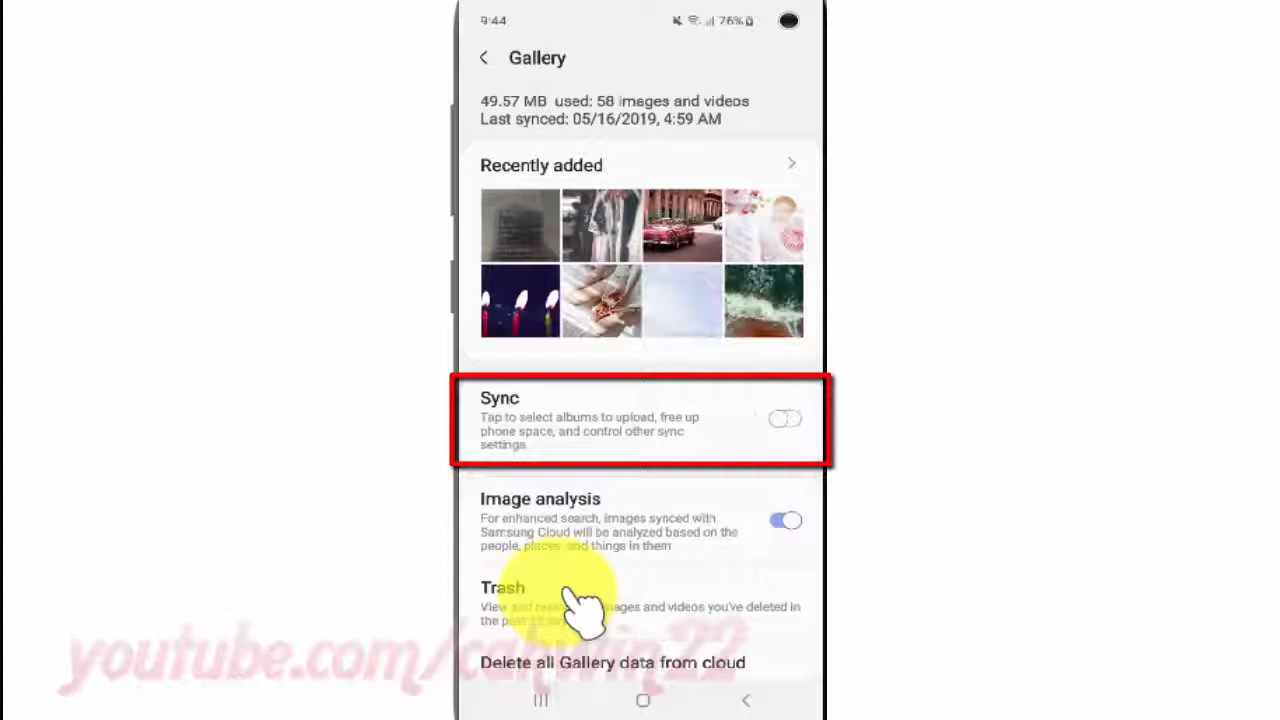 9:44
76%
Gallery
49.57 MB used: 58 images and videos
Last synced: 05/16/2019, 4:59 AM
Recently added
Sync
Tap to select albums to upload, free up
phone space, and control other sync
settings
Image analysis
For enhanced search, images synced with
Samsung Cloud will be analyzed based on the
people, places, and things in them
Trash
View and images and videos you've deleted in
the past
youtube.com/cahwin22
Delete all Gallery data from cloud